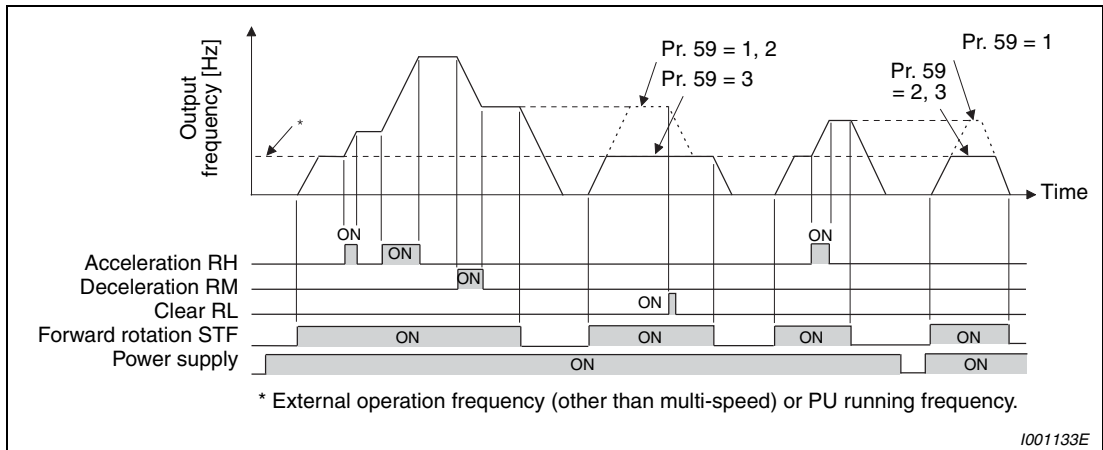 Output
frequency [Hz]
*
Pr. 59 = 1, 2
Pr. 59 = 3
Pr. 59 = 1
Pr. 59
= 2, 3
Time
ON
Acceleration RH
ON
ON
Deceleration RM
ON
Clear RL
ON
Forward rotation STF
ON
ON
ON
ON
Power supply
ON
ON
* External operation frequency (other than multi-speed) or PU running frequency.
I001133E